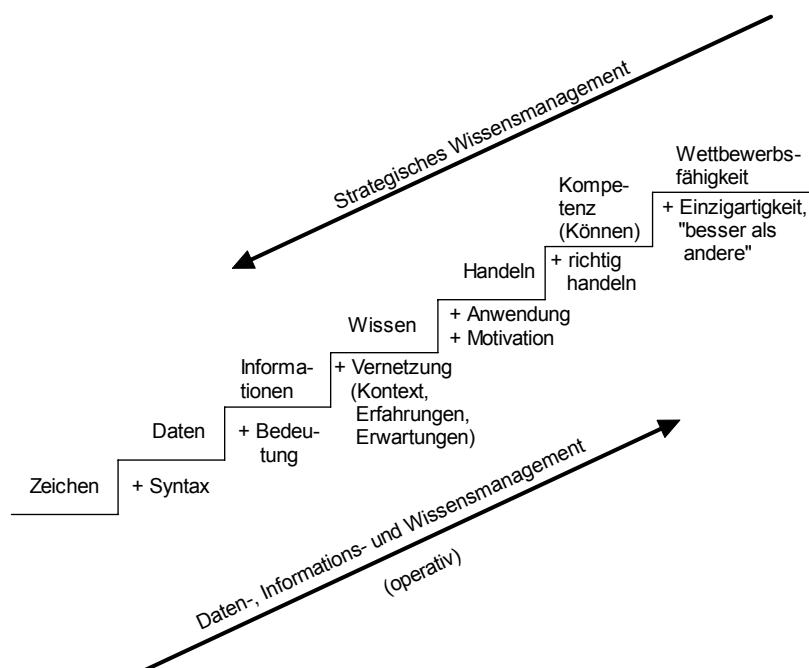 Strategisches Wissensmanagement
Wettbewerbs-
fähigkeit
+ Einzigartigkeit,
"besser als
andere"
Kompe-
tenz
(Können)
+ richtig
handeln
Handeln
+ Anwendung
+ Motivation
Wissen
+ Vernetzung
(Kontext,
Erfahrungen,
Erwartungen)
Informa-
tionen
+ Bedeu-
tung
Daten
+ Syntax
Zeichen
Daten-, Informations- und Wissensmanagement
(operativ)